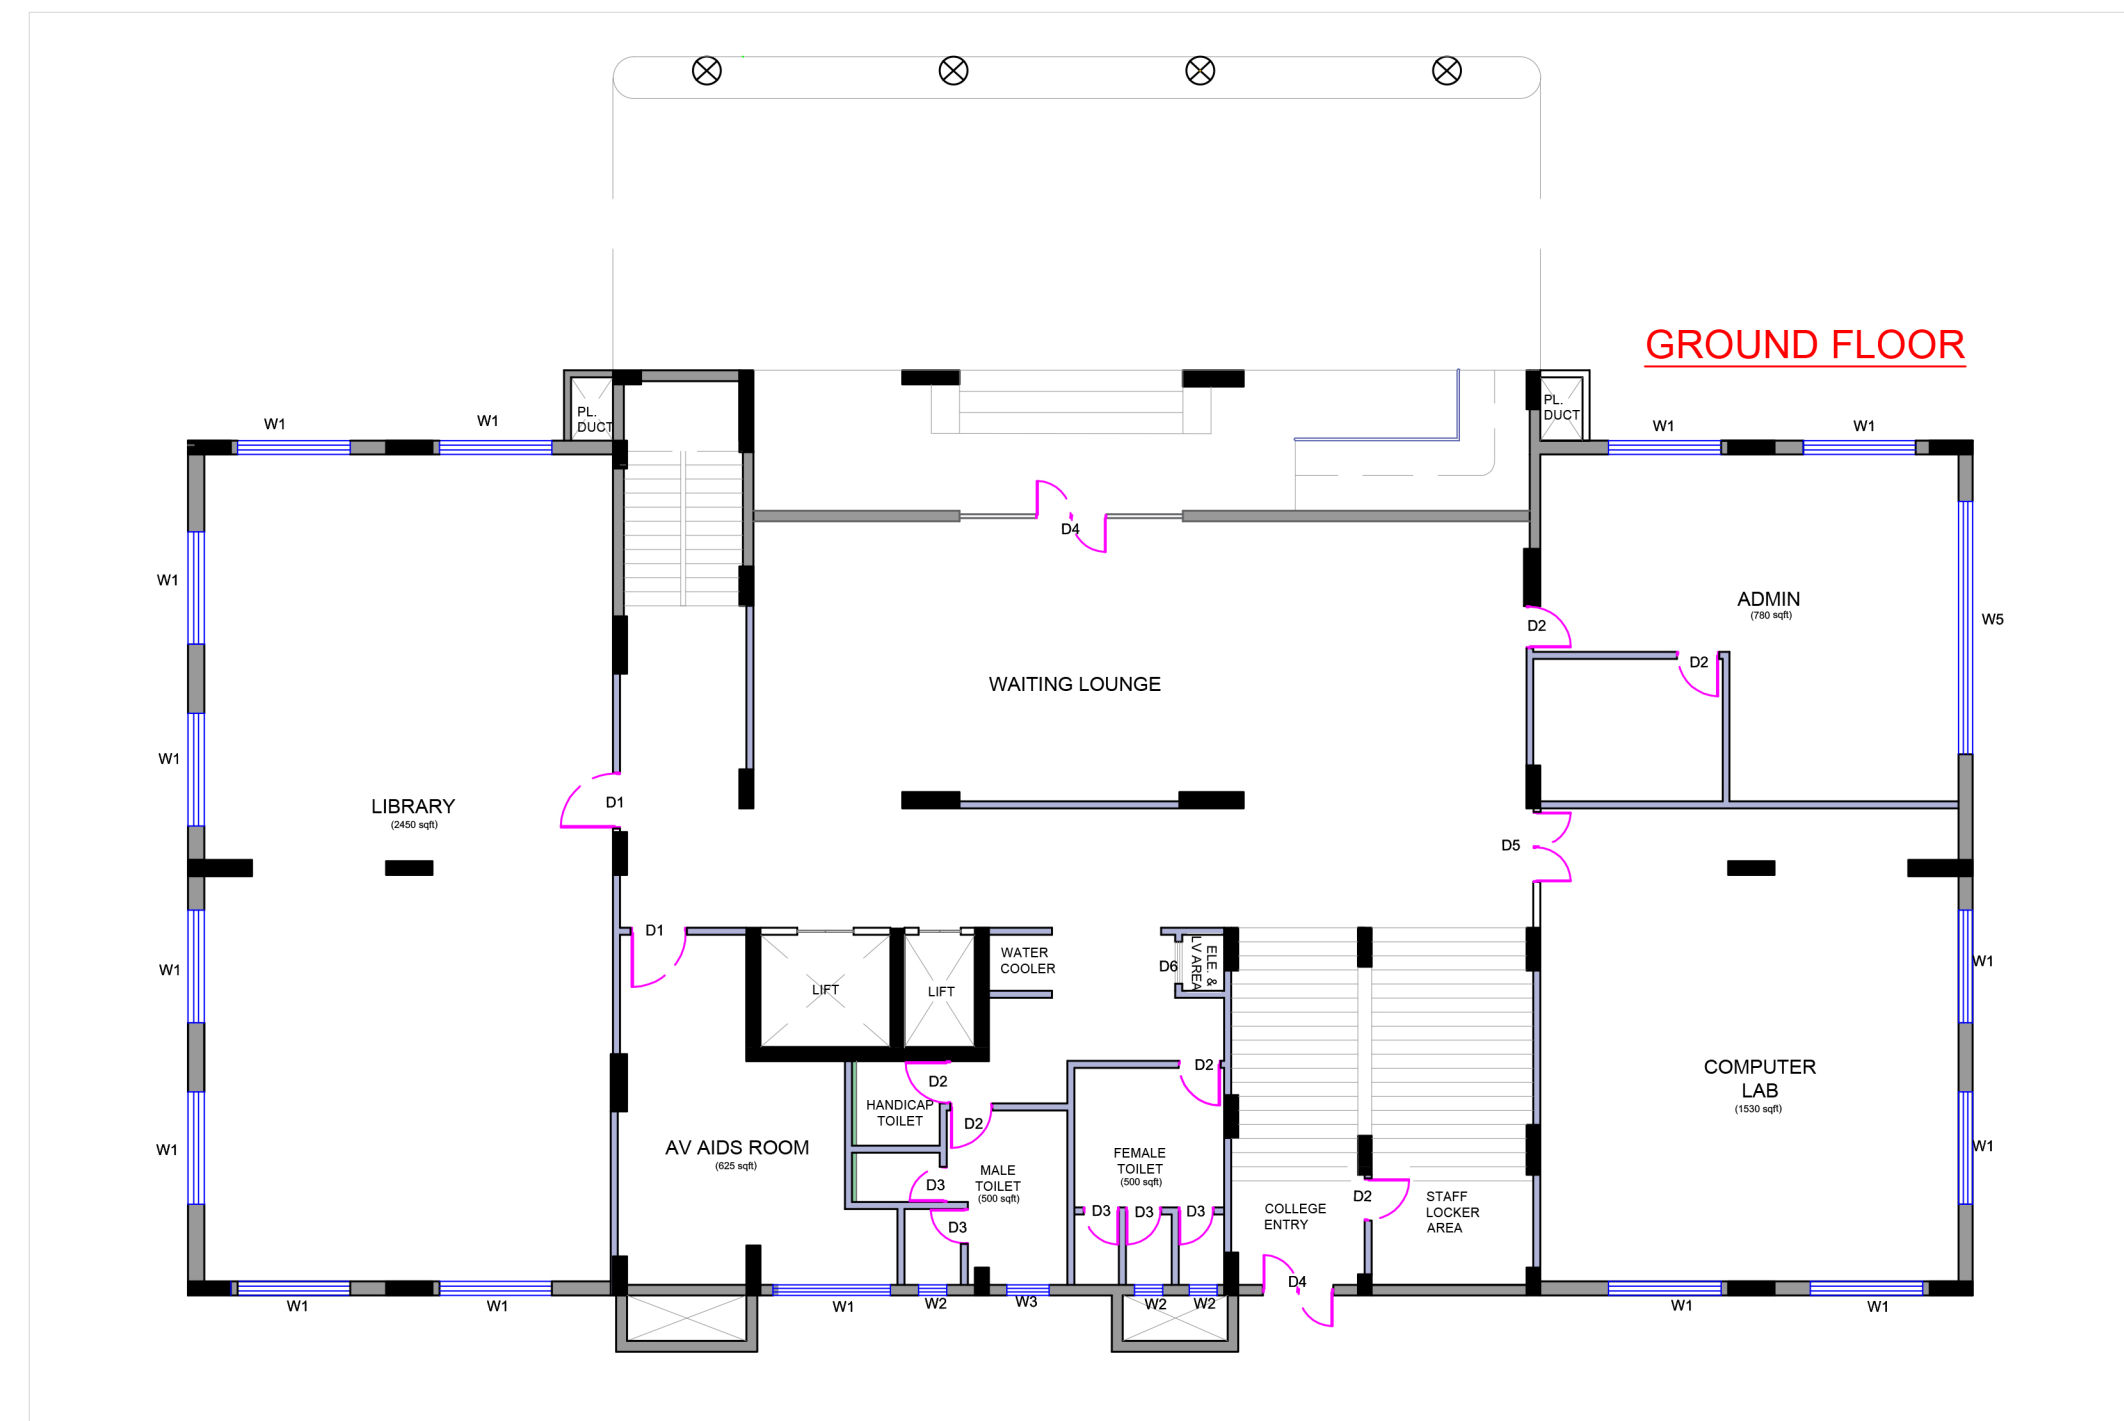 GROUND FLOOR
PL.
DUCT
PL.
DUCT
W1
W1
W1
W1
D4
W1
ADMIN
(780 sqft)
W5
D2
D2
WAITING LOUNGE
W1
LIBRARY
(2450 sqft)
D1
D5
D1
WATER
COOLER
ELE. &
LV AREA
D6
W1
W1
LIFT
LIFT
COMPUTER
LAB
(1530 sqft)
D2
D2
HANDICAP
TOILET
D2
W1
W1
AV AIDS ROOM
(625 sqft)
FEMALE
TOILET
(500 sqft)
MALE
TOILET
(500 sqft)
D3
D2
STAFF
LOCKER
AREA
COLLEGE
ENTRY
D3
D3
D3
D3
D4
W1
W1
W1
W2
W3
W2
W2
W1
W1